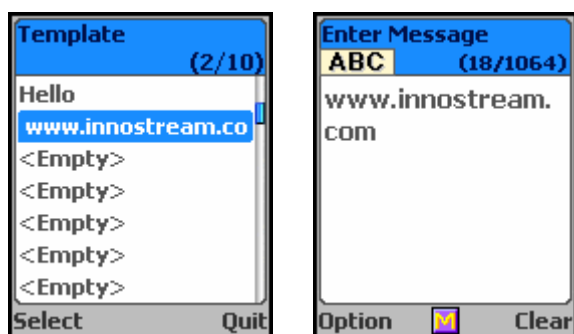 Template
(2/10)
Hello
www.innostream.co
<Empty>
<Empty>
<Empty>
<Empty>
<Empty>
Select Quit
Enter Message
ABC (18/1064)
www.innostream.
com
Option M Clear